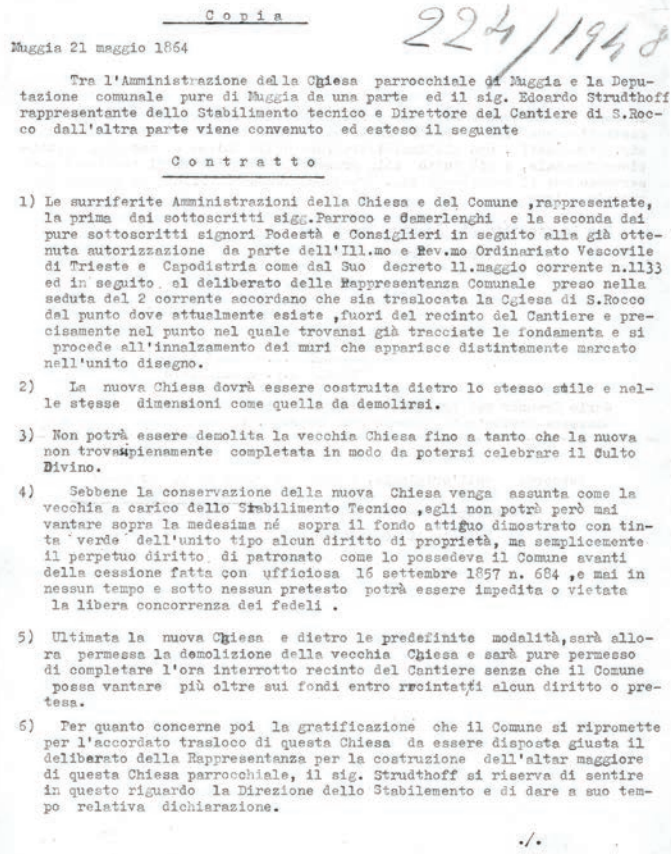 C o p i a
224/1948
Muggia 21 maggio 1864
Tra l'Amministrazione della Chiesa parrocchiale di Muggia e la Depu-
tazione comunale pure di Muggia da una parte ed il sig. Edoardo Strudthoff
rappresentante dello Stabilimento tecnico e Direttore del Cantiere di S.Roc-
co dall'altra parte viene convenuto ed esteso il seguente
C o n t r a t t o
1) Le surriferite Amministrazioni della Chiesa e del Comune ,rappresentate,
la prima dai sottoscritti sigg.Parroco e Camerlenghi e la seconda dai
pure sottoscritti signori Podestà e Consiglieri in seguito alla già otte-
nuta autorizzazione da parte dell'Ill.mo e Rev.mo Ordinariato Vescovile
di Trieste e Capodistria come dal Suo decreto 11.maggio corrente n.1133
ed in seguito al deliberato della Rappresentanza Comunale preso nella
seduta del 2 corrente accordano che sia traslocata la Cgiesa di S.Rocco
dal punto dove attualmente esiste ,fuori del recinto del Cantiere e pre-
cisamente nel punto nel quale trovansi già tracciate le fondamenta e si
procede all'innalzamento dei muri che apparisce distintamente marcato
nell'unito disegno.
2) La nuova Chiesa dovrà essere costruita dietro lo stesso stile e nel-
le stesse dimensioni come quella da demolirsi.
3) Non potrà essere demolita la vecchia Chiesa fino a tanto che la nuova
non trovasi pienamente completata in modo da potersi celebrare il Culto
Divino.
4) Sebbene la conservazione della nuova Chiesa venga assunta come la
vecchia a carico dello Stabilimento Tecnico ,egli non potrà però mai
vantare sopra la medesima né sopra il fondo attiguo dimostrato con tin-
ta verde dell'unito tipo alcun diritto di proprietà, ma semplicemente
il perpetuo diritto di patronato come lo possedeva il Comune avanti
della cessione fatta con ufficiosa 16 settembre 1857 n. 684 ,e mai in
nessun tempo e sotto nessun pretesto potrà essere impedita o vietata
la libera concorrenza dei fedeli .
5) Ultimata la nuova Chiesa e dietro le predefinite modalità,sarà allo-
ra permessa la demolizione della vecchia Chiesa e sarà pure permesso
di completare l'ora interrotto recinto del Cantiere senza che il Comune
possa vantare più oltre sui fondi entro recintatti alcun diritto o pre-
tesa.
6) Per quanto concerne poi la gratificazione che il Comune si ripromette
per l'accordato trasloco di questa Chiesa da essere disposta giusta il
deliberato della Rappresentanza per la costruzione dell'altar maggiore
di questa Chiesa parrocchiale, il sig. Strudthoff si riserva di sentire
in questo riguardo la Direzione dello Stabilemento e di dare a suo tem-
po relativa dichiarazione.
./.